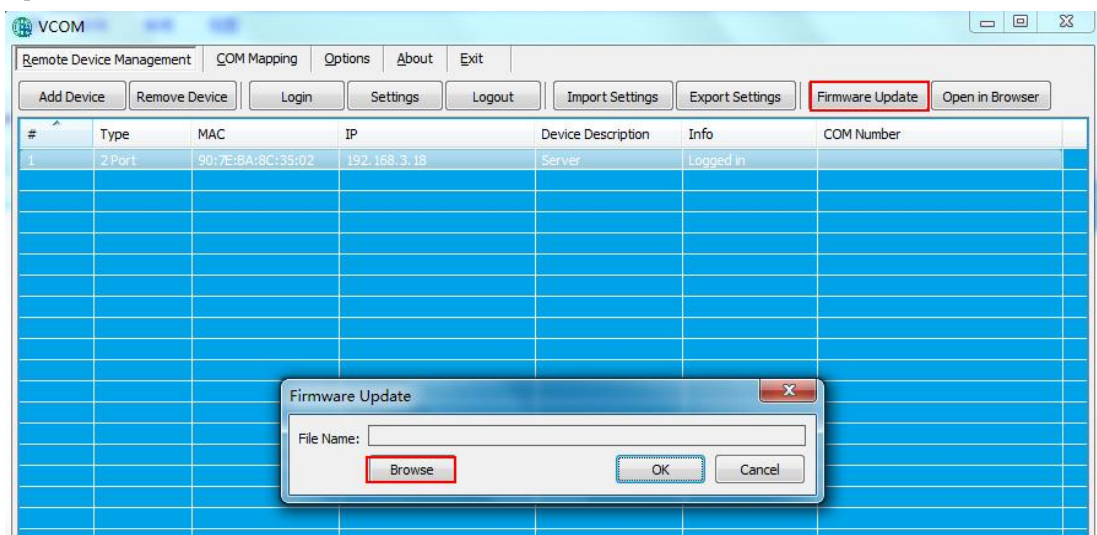 VCOM
Remote Device Management COM Mapping Options About Exit
Add Device Remove Device Login Settings Logout Import Settings Export Settings Firmware Update Open in Browser
# Type MAC IP Device Description Info COM Number
1 2 Port 90:7E:BA:8C:35:02 192.168.3.18 Server Logged in
Firmware Update
File Name:
Browse OK Cancel